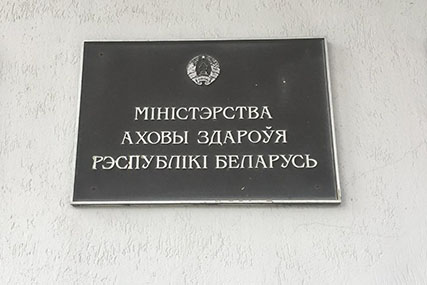 МІНІСТЭРСТВА
АХОВЫ ЗДАРОЎЯ
РЭСПУБЛІКІ БЕЛАРУСЬ